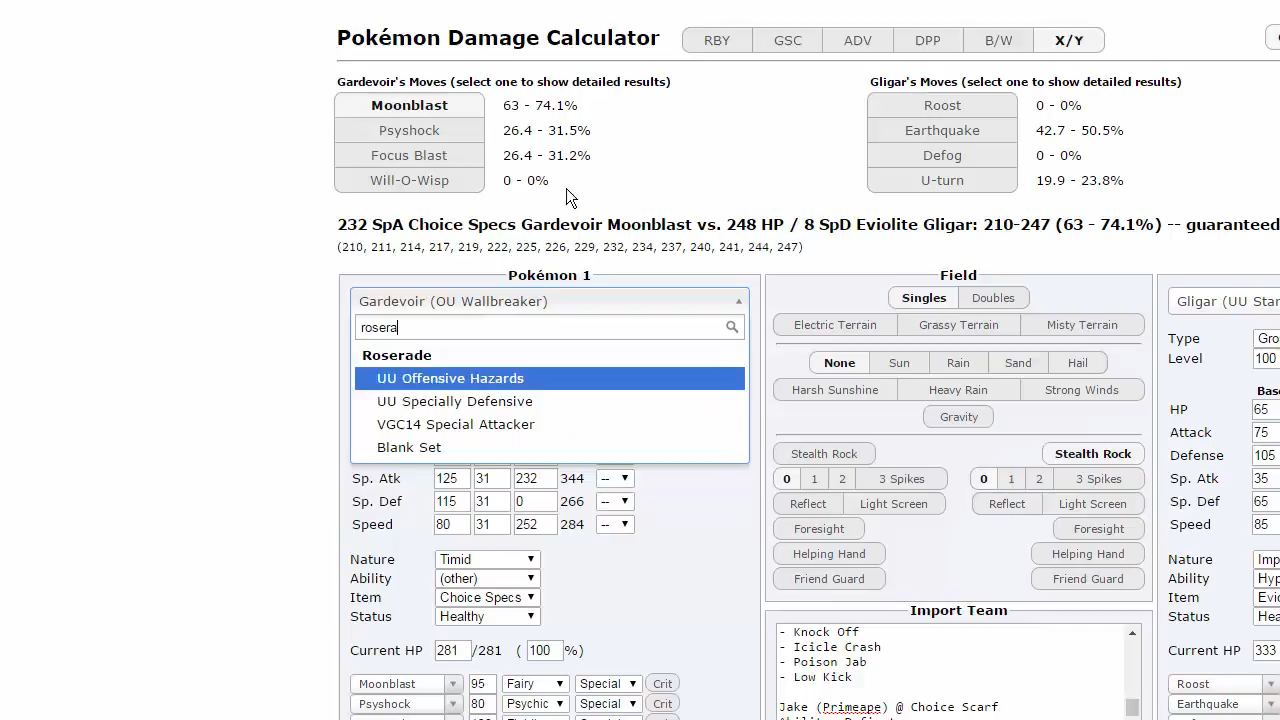 Pokémon Damage Calculator RBY GSC ADV DPP B/W X/Y
Gardevoir's Moves (select one to show detailed results) Gligar's Moves (select one to show detailed results)
Moonblast 63 - 74.1% Roost 0 - 0%
Psyshock 26.4 - 31.5% Earthquake 42.7 - 50.5%
Focus Blast 26.4 - 31.2% Defog 0 - 0%
Will-O-Wisp 0 - 0% U-turn 19.9 - 23.8%
232 SpA Choice Specs Gardevoir Moonblast vs. 248 HP / 8 SpD Eviolite Gligar: 210-247 (63 - 74.1%) -- guaranteed
(210, 211, 214, 217, 219, 222, 225, 226, 229, 232, 234, 237, 240, 241, 244, 247)
Pokémon 1
Gardevoir (OU Wallbreaker)
rosera
Roserade
UU Offensive Hazards
UU Specially Defensive
VGC14 Special Attacker
Blank Set
Sp. Atk 125 31 232 344 --
Sp. Def 115 31 0 266 --
Speed 80 31 252 284 --
Nature Timid
Ability (other)
Item Choice Specs
Status Healthy
Current HP 281/281 ( 100 %)
Moonblast 95 Fairy Special Crit
Psyshock 80 Psychic Special Crit
Field
Singles Doubles
Electric Terrain Grassy Terrain Misty Terrain
None Sun Rain Sand Hail
Harsh Sunshine Heavy Rain Strong Winds
Gravity
Stealth Rock Stealth Rock
0 1 2 3 Spikes 0 1 2 3 Spikes
Reflect Light Screen Reflect Light Screen
Foresight Foresight
Helping Hand Helping Hand
Friend Guard Friend Guard
Import Team
- Knock Off
- Icicle Crash
- Poison Jab
- Low Kick
Jake (Primeape) @ Choice Scarf
Gligar (UU Star
Type Gro
Level 100
Base
HP 65
Attack 75
Defense 105
Sp. Atk 35
Sp. Def 65
Speed 85
Nature Imp
Ability Hyp
Item Evio
Status Hea
Current HP 333
Roost
Earthquake